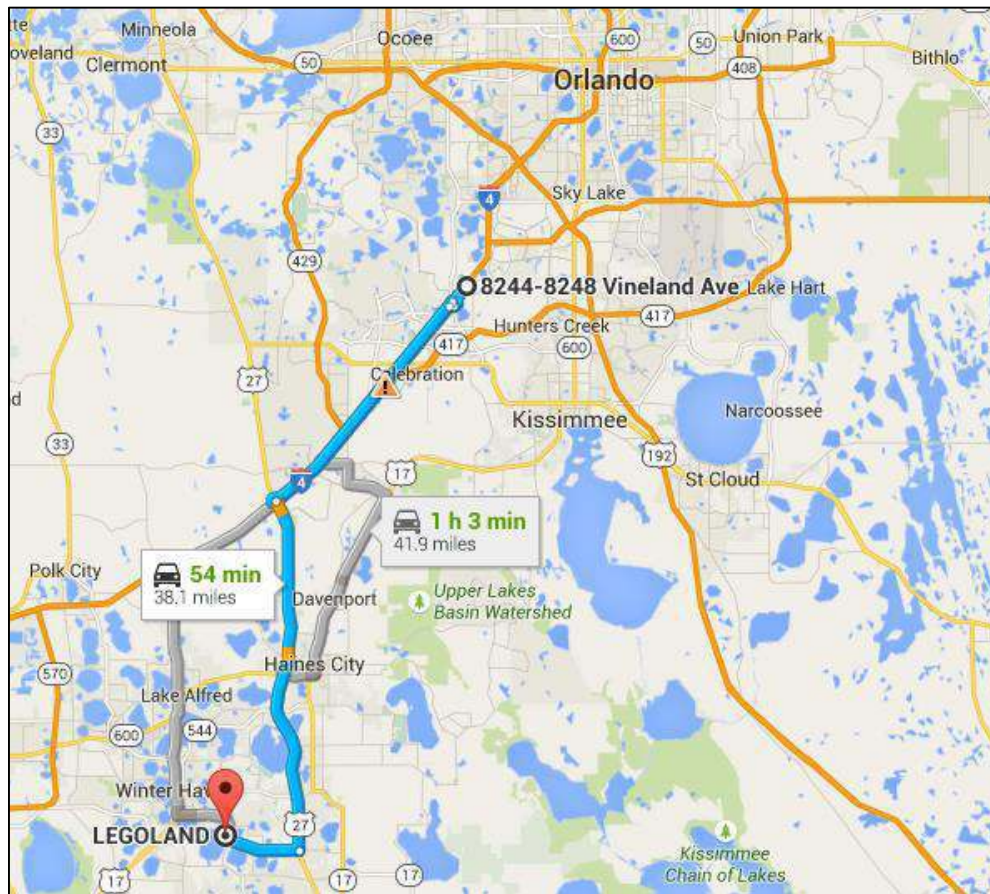 Minneola
Ocoee
600
Union Park
50
50
Clermont
Orlando
408
Bithlo
33
Sky Lake
4
429
8244-8248 Vineland Ave
Lake Hart
Hunters Creek
417
417
600
27
Celebration
d
Kissimmee
Narcoossee
33
192
17
St Cloud
4
1 h 3 min
41.9 miles
54 min
38.1 miles
Polk City
Davenport
Upper Lakes
Basin Watershed
Haines City
570
Lake Alfred
600
544
Winter Hav
27
LEGOLAND
Kissimmee
Chain of Lakes
17
17
17